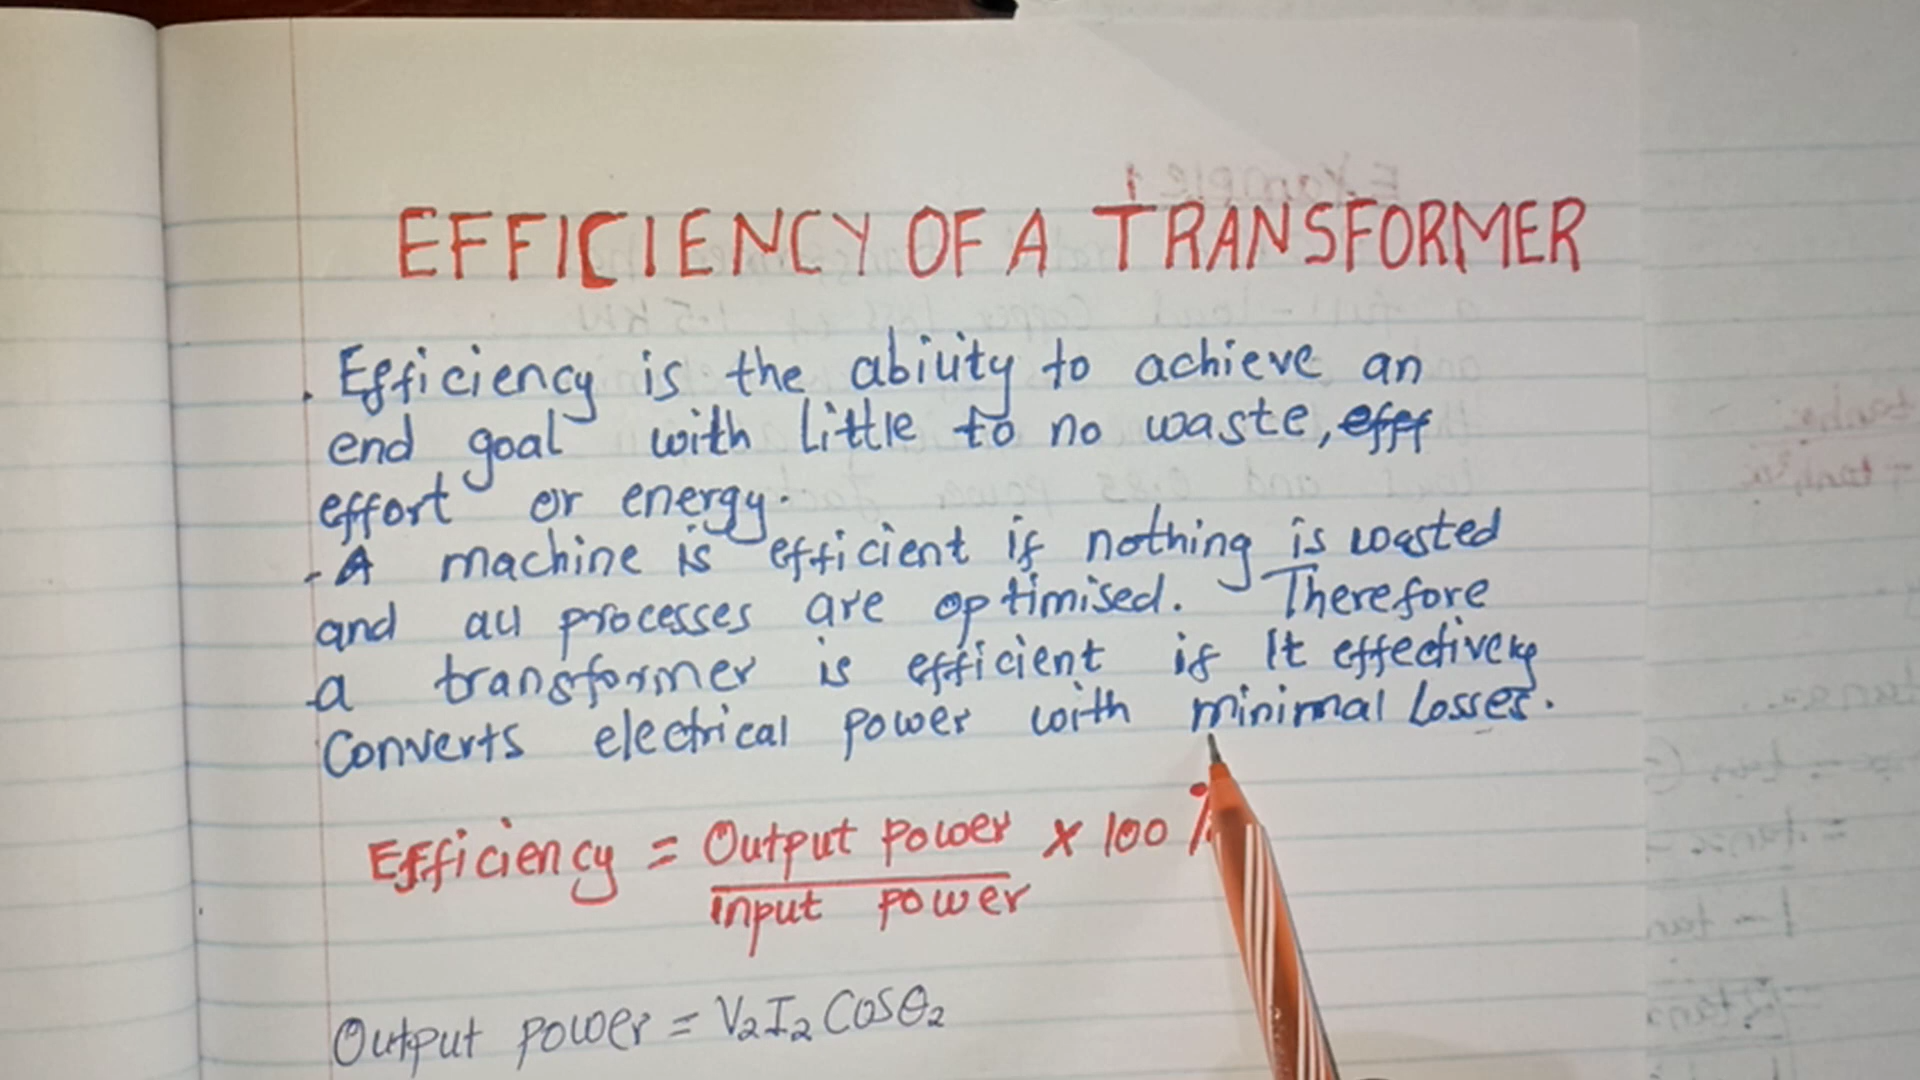 EFFICIENCY OF A TRANSFORMER
. Efficiency is the ability to achieve an
end goal with little to no waste, efff
effort or energy.
- A machine is efficient if nothing is wasted
and all processes are optimised. Therefore
a transformer is efficient if It effectively
Converts electrical power with minimal losses.
Efficiency = Output power × 100 %
input power
Output power = V₂I₂ Cosθ₂